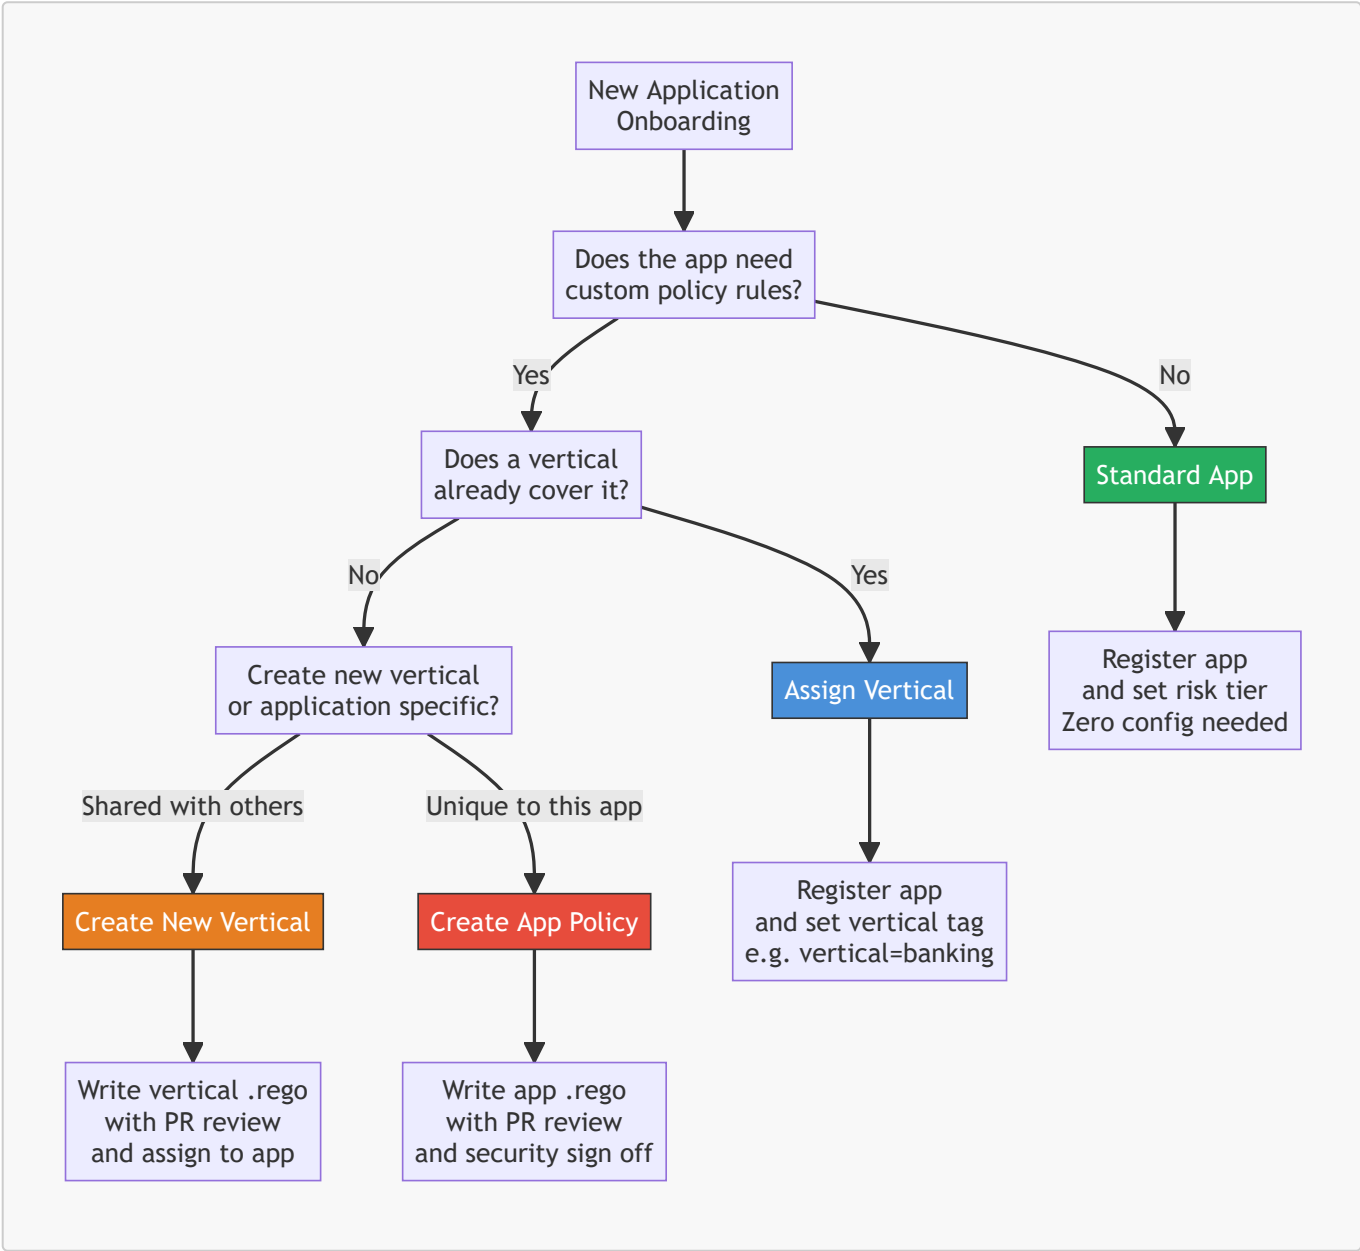 New Application
Onboarding
Does the app need
custom policy rules?
Yes
No
Does a vertical
already cover it?
Standard App
No
Yes
Create new vertical
or application specific?
Assign Vertical
Register app
and set risk tier
Zero config needed
Shared with others
Unique to this app
Create New Vertical
Create App Policy
Register app
and set vertical tag
e.g. vertical=banking
Write vertical .rego
with PR review
and assign to app
Write app .rego
with PR review
and security sign off